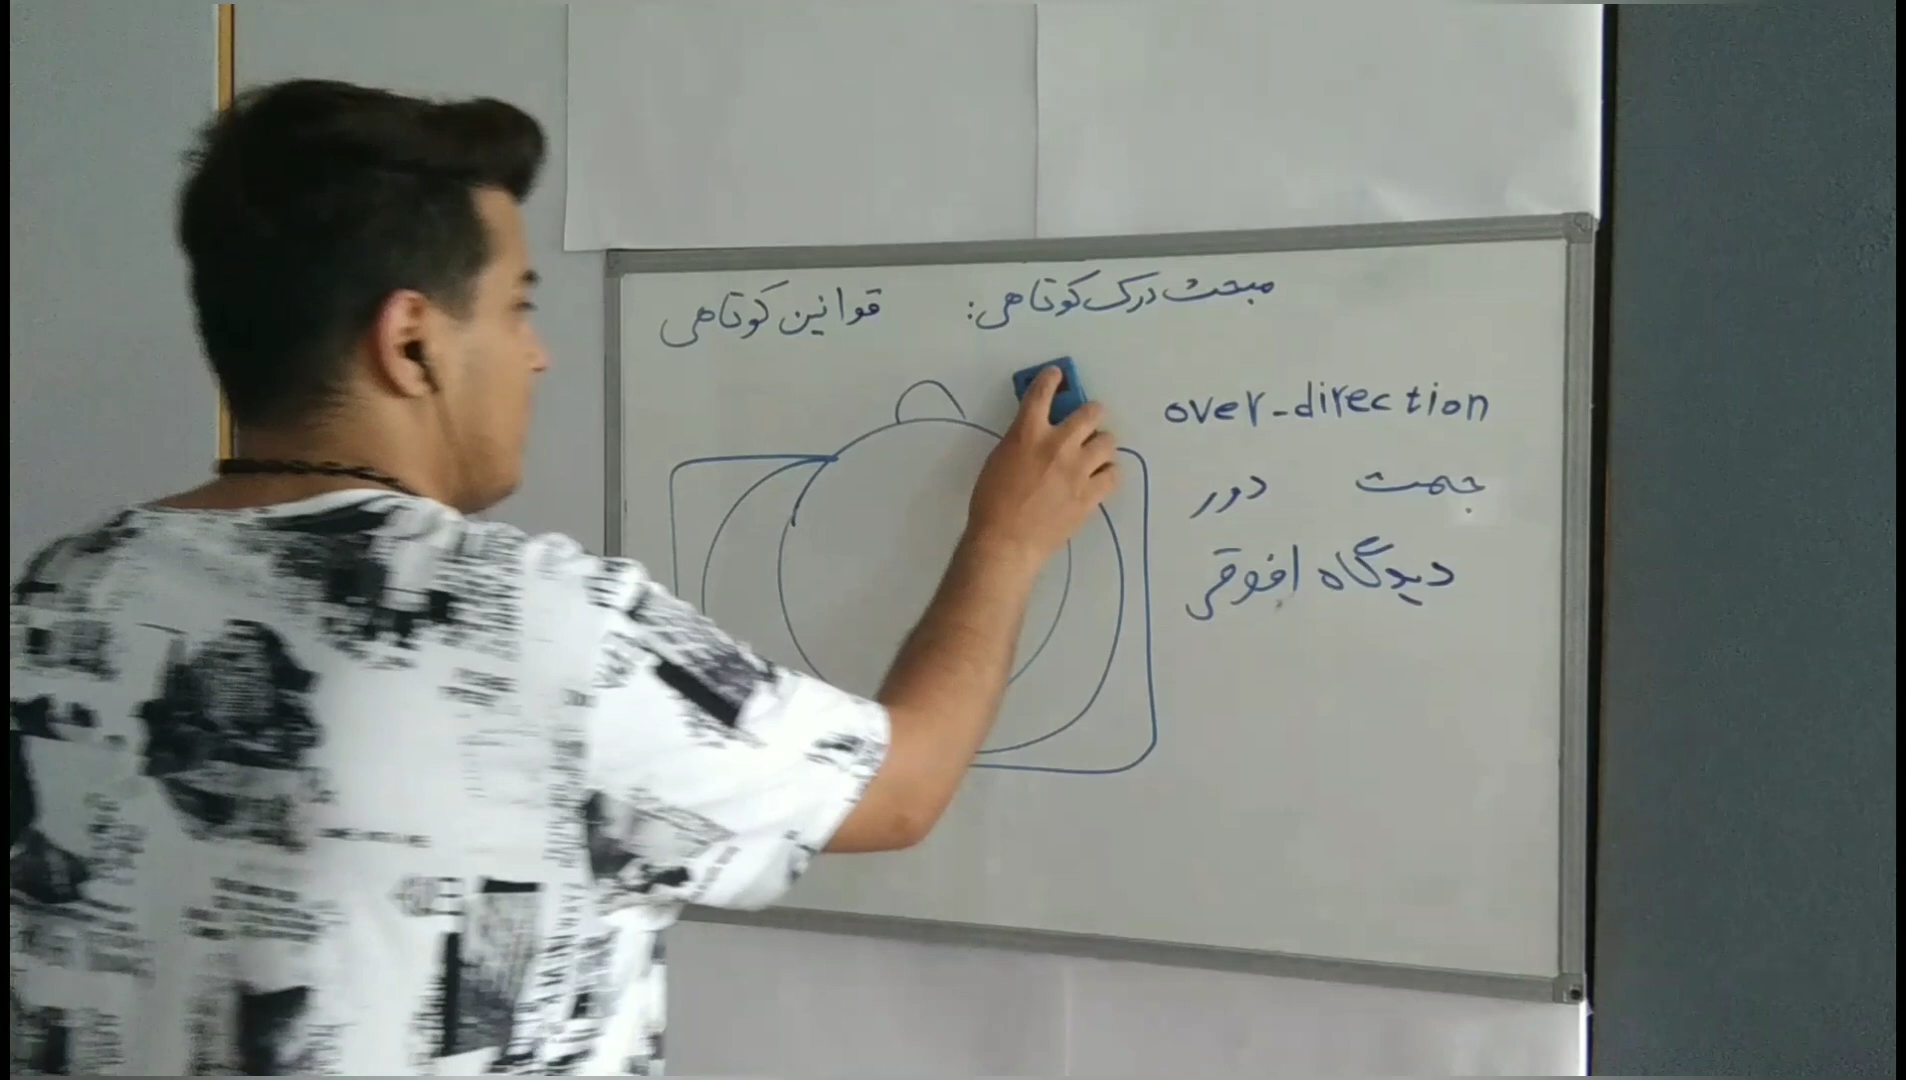 مبحث درک کوتاهی: قوانین کوتاهی
over-direction
جهت دور
دیدگاه افوقی